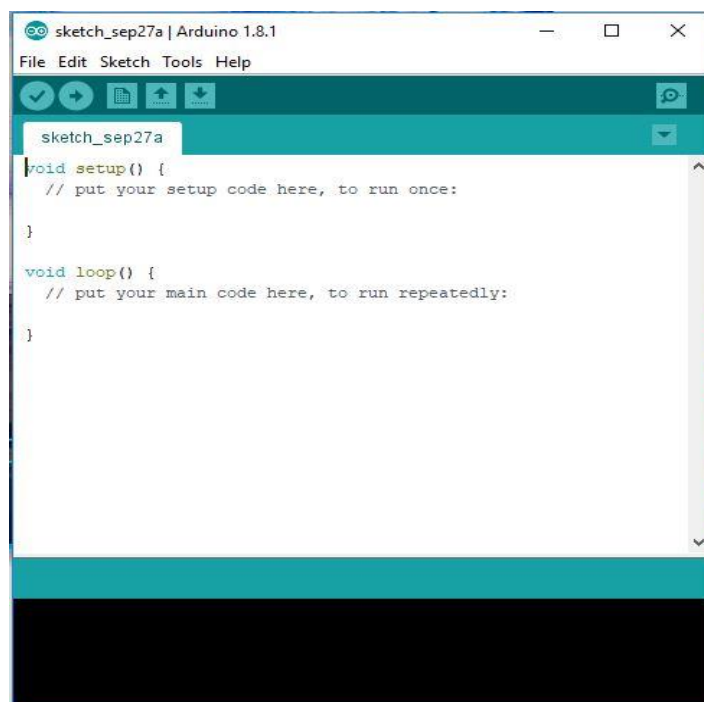 sketch_sep27a | Arduino 1.8.1
File Edit Sketch Tools Help
sketch_sep27a
void setup() {
  // put your setup code here, to run once:
}
void loop() {
  // put your main code here, to run repeatedly:
}